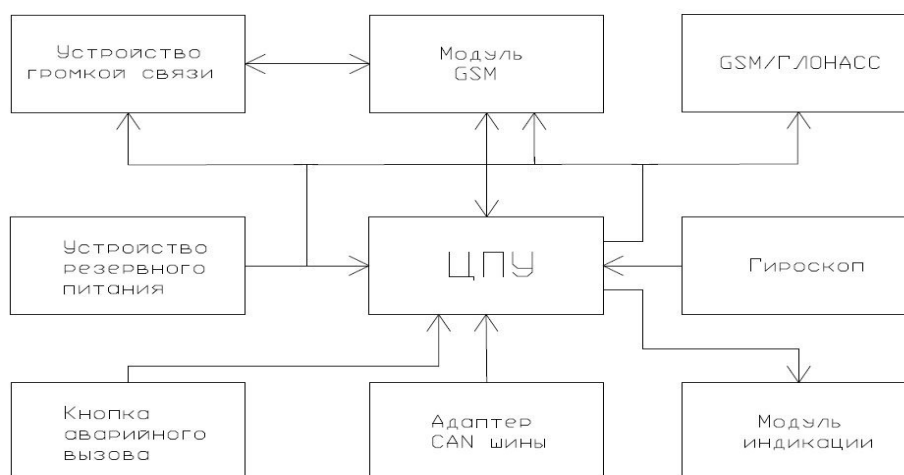 Устройство
громкой связи
Модуль
GSM
GSM/ГЛОНАСС
Устройство
резервного
питания
ЦПУ
Гироскоп
Кнопка
аварийного
вызова
Адаптер
CAN шины
Модуль
индикации